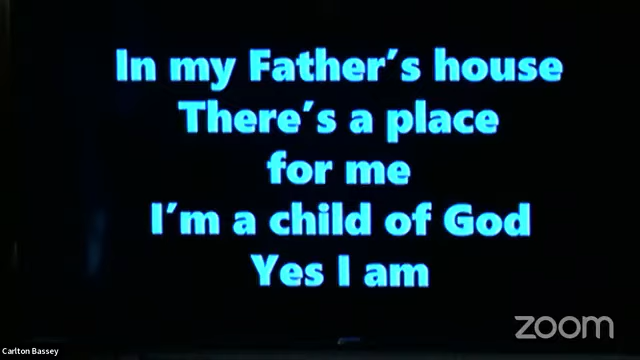 In my Father's house
There's a place
for me
I'm a child of God
Yes I am
zoom
Carlton Bassey